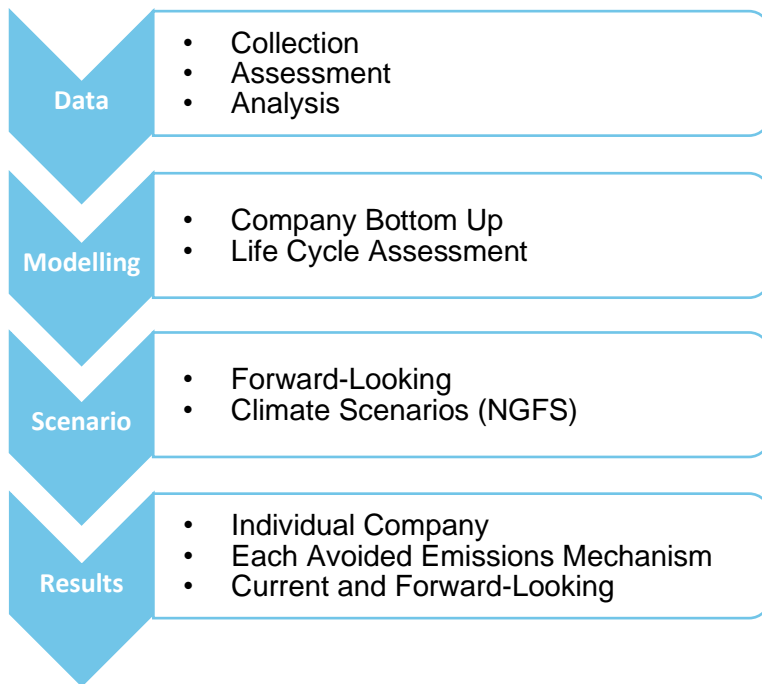 Data
• Collection
• Assessment
• Analysis
Modelling
• Company Bottom Up
• Life Cycle Assessment
Scenario
• Forward-Looking
• Climate Scenarios (NGFS)
Results
• Individual Company
• Each Avoided Emissions Mechanism
• Current and Forward-Looking